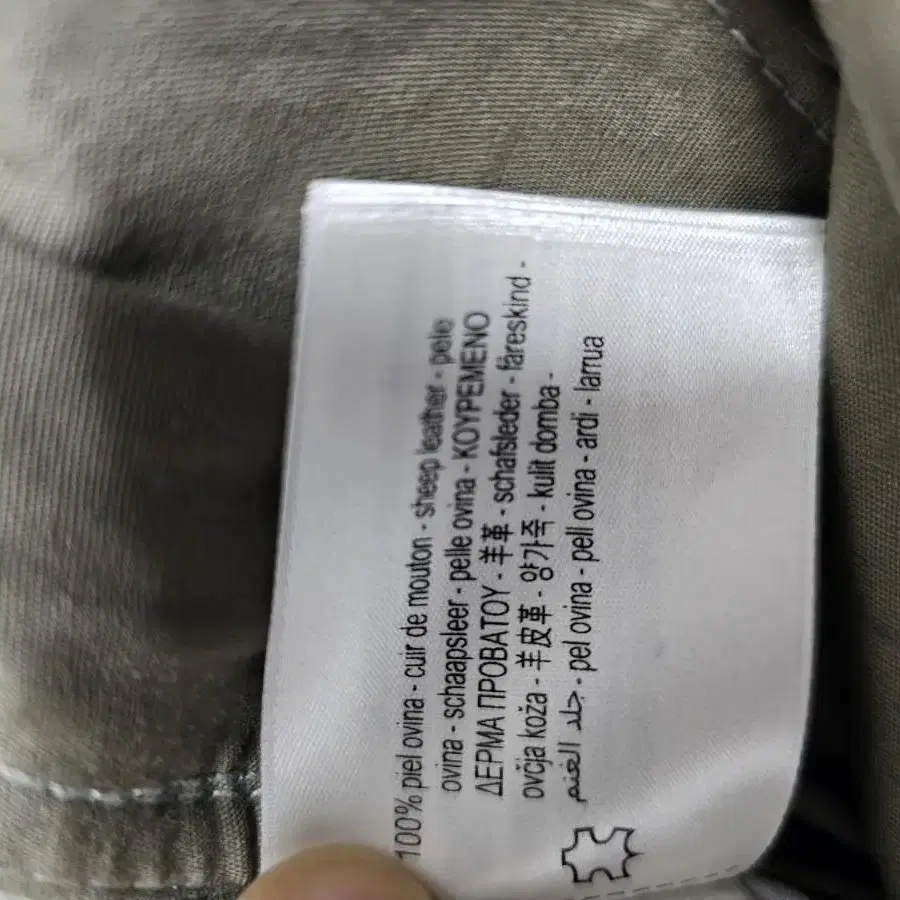 100% piel ovina - cuir de mouton - sheep leather - pele
ovina - schaapsleer - pelle ovina - ΚΟΥΡΕΜΕΝΟ
ΔΕΡΜΑ ΠΡΟΒΑΤΟΥ - 羊革 - schafsleder - fåreskind -
ovčja koža - 羊皮革 - 양가죽 - kulit domba -
جلد الغنم - pel ovina - pell ovina - ardi - larrua